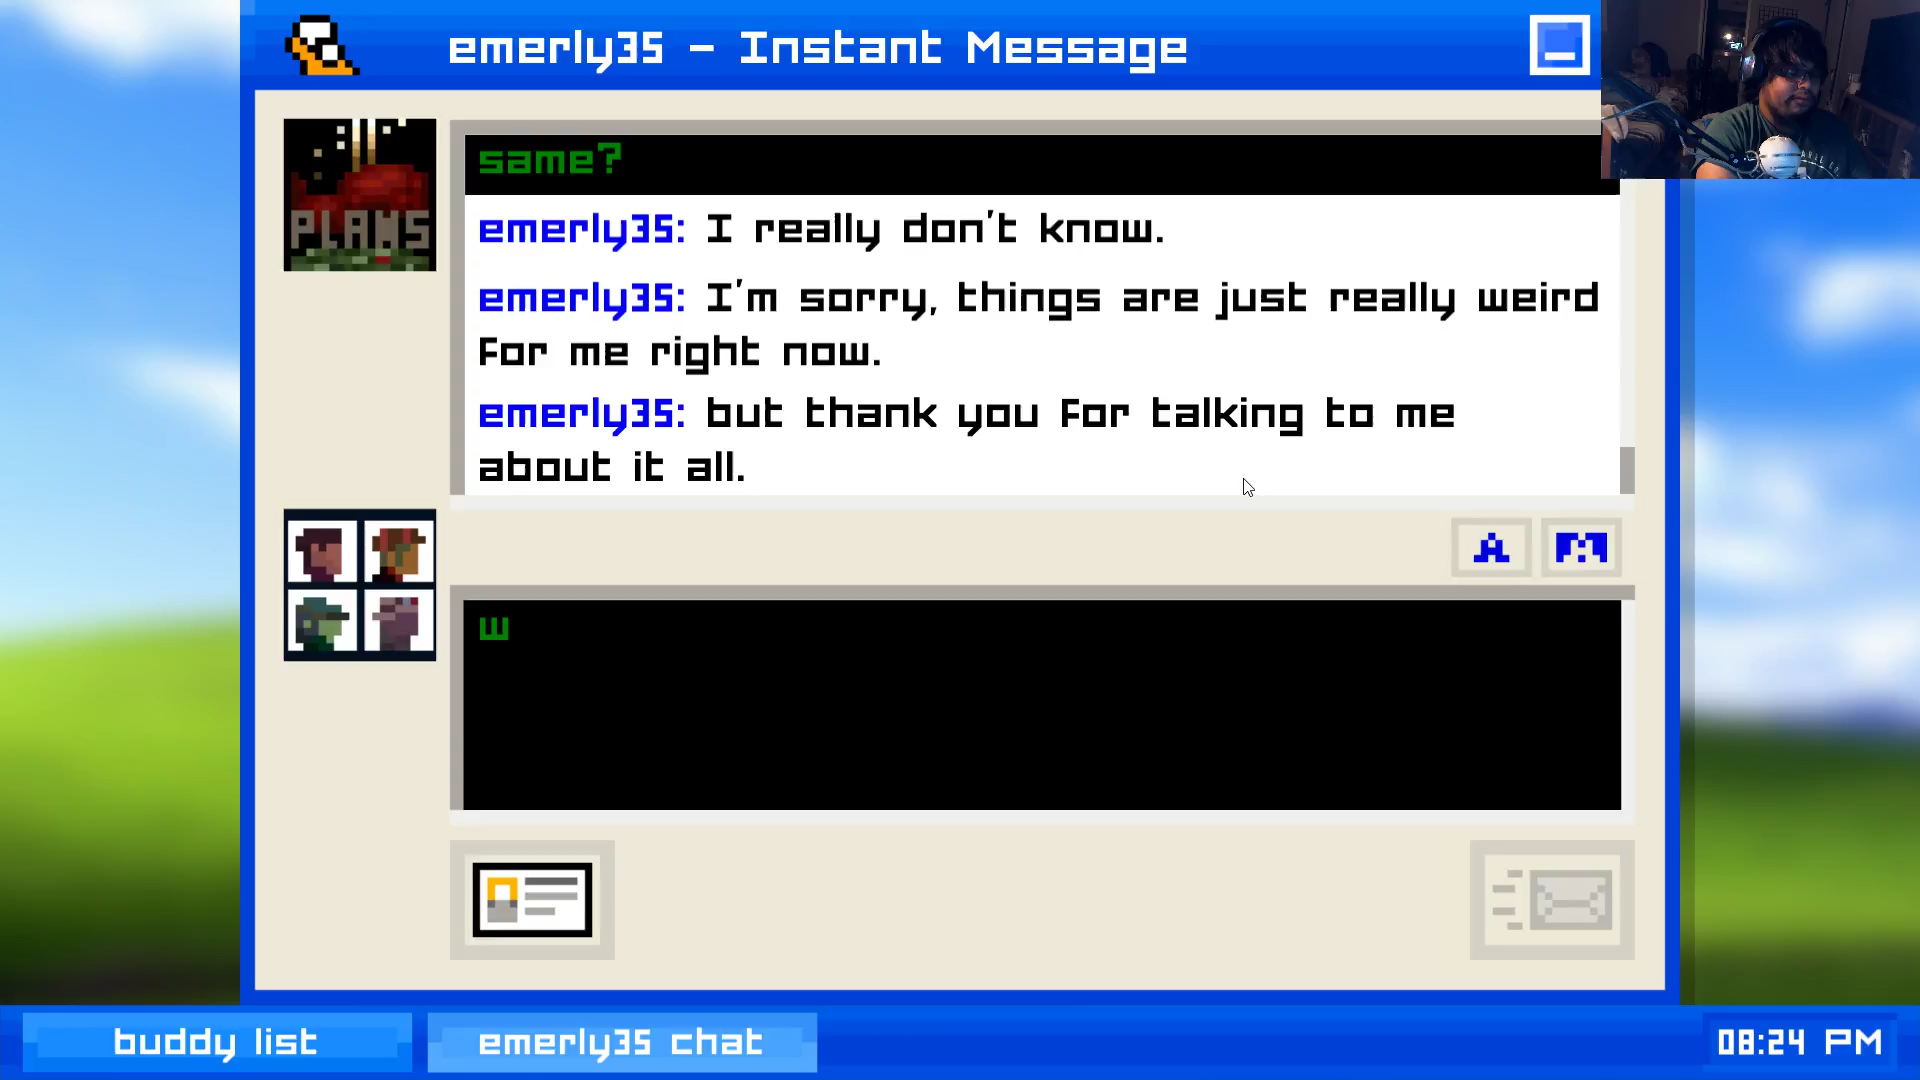 emerly35 - Instant Message
PLANS
same?
emerly35: I really don't know.
emerly35: I'm sorry, things are just really weird
for me right now.
emerly35: but thank you for talking to me
about it all.
A
w
buddy list
emerly35 chat
08:24 PM